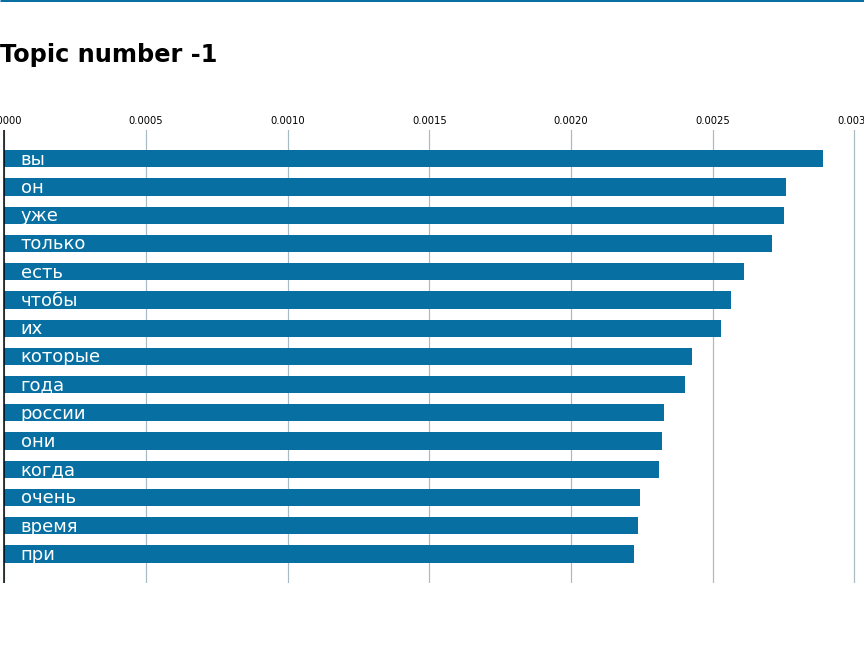 Topic number -1
0000 0.0005 0.0010 0.0015 0.0020 0.0025 0.003
вы
он
уже
только
есть
чтобы
их
которые
года
россии
они
когда
очень
время
при